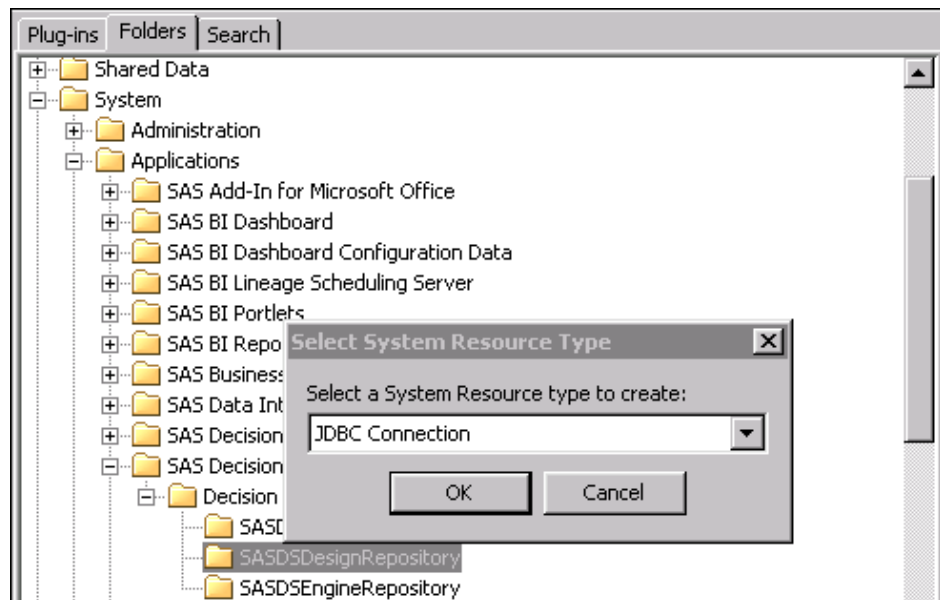 Plug-ins Folders Search
Shared Data
System
Administration
Applications
SAS Add-In for Microsoft Office
SAS BI Dashboard
SAS BI Dashboard Configuration Data
SAS BI Lineage Scheduling Server
SAS BI Portlets
SAS BI Repo
SAS Business
SAS Data Int
SAS Decision
SAS Decision
Decision
SASD
SASDSDesignRepository
SASDSEngineRepository
Select System Resource Type
Select a System Resource type to create:
JDBC Connection
OK Cancel